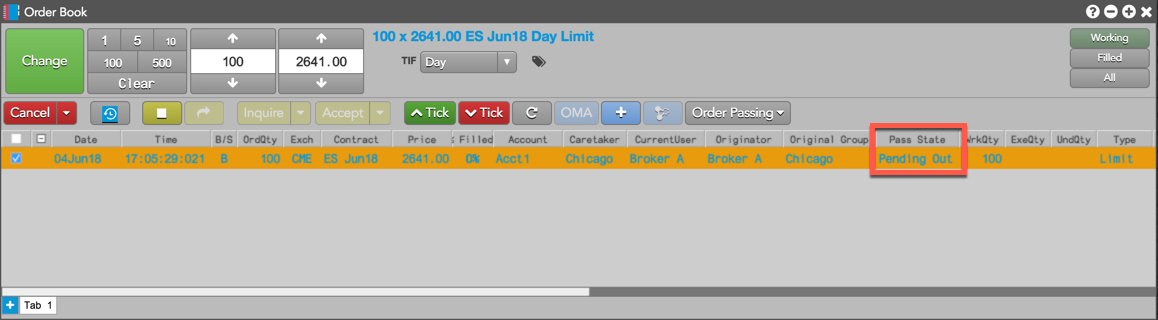 Order Book
Change
1 5 10
100 500
Clear
100
2641.00
100 x 2641.00 ES Jun18 Day Limit
TIF Day
Working
Filled
All
Cancel Inquire Accept Tick Tick OMA Order Passing
Date Time B/S OrdQty Exch Contract Price Filled Account Caretaker CurrentUser Originator Original Group Pass State WrkQty ExeQty UndQty Type
04Jun18 17:05:29:021 B 100 CME ES Jun18 2641.00 0% Acct1 Chicago Broker A Broker A Chicago Pending Out 100 Limit
Tab 1